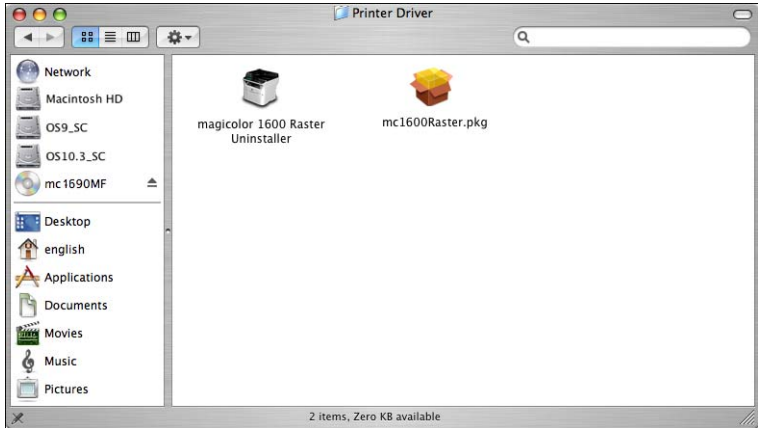 Printer Driver
Network
Macintosh HD
OS9_SC
OS10.3_SC
mc1690MF
Desktop
english
Applications
Documents
Movies
Music
Pictures
magicolor 1600 Raster
Uninstaller
mc1600Raster.pkg
2 items, Zero KB available